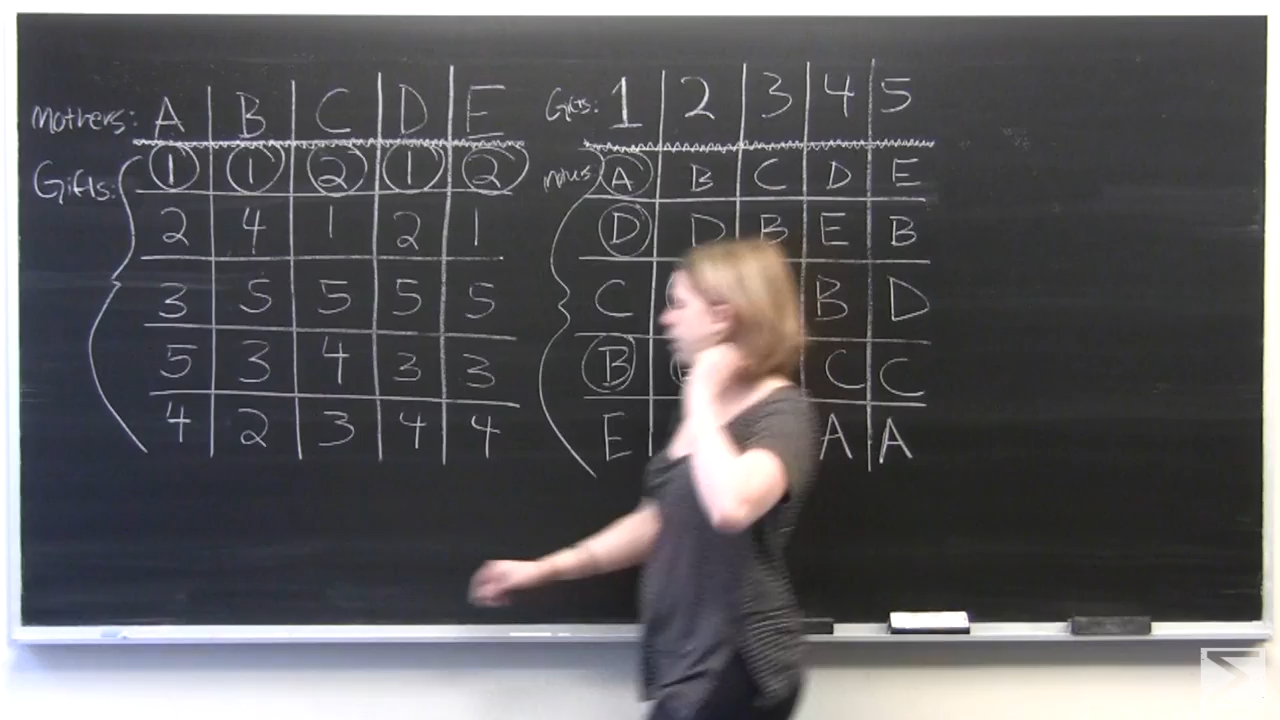 Mothers: A B C D E
Gifts: 1 1 2 1 2
2 4 1 2 1
3 5 5 5 5
5 3 4 3 3
4 2 3 4 4
Gifts: 1 2 3 4 5
A B C D E
D D B E B
C B D
B C C
E A A